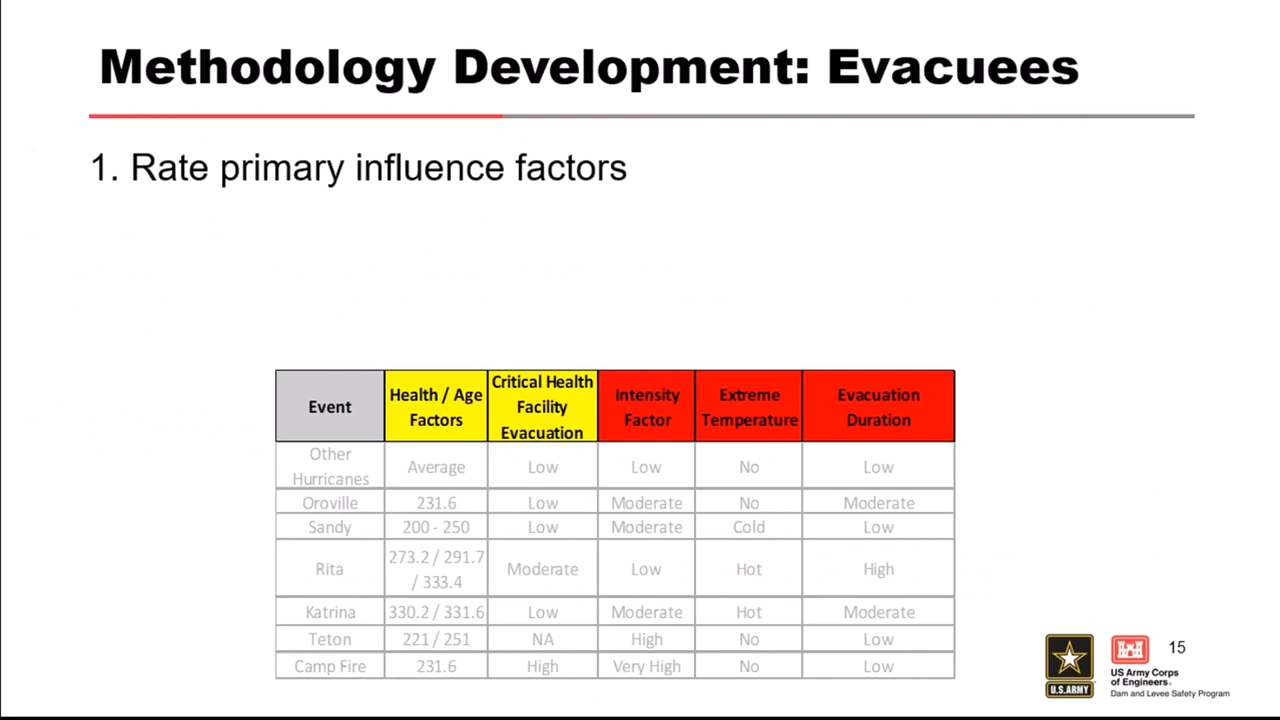 Methodology Development: Evacuees
1. Rate primary influence factors
Event
Health / Age
Factors
Critical Health
Facility
Evacuation
Intensity
Factor
Extreme
Temperature
Evacuation
Duration
Other
Hurricanes
Average
Low
Low
No
Low
Oroville
231.6
Low
Moderate
No
Moderate
Sandy
200 - 250
Low
Moderate
Cold
Low
Rita
273.2 / 291.7
/ 333.4
Moderate
Low
Hot
High
Katrina
330.2 / 331.6
Low
Moderate
Hot
Moderate
Teton
221 / 251
NA
High
No
Low
Camp Fire
231.6
High
Very High
No
Low
U.S.ARMY
US Army Corps
of Engineers®
Dam and Levee Safety Program
15